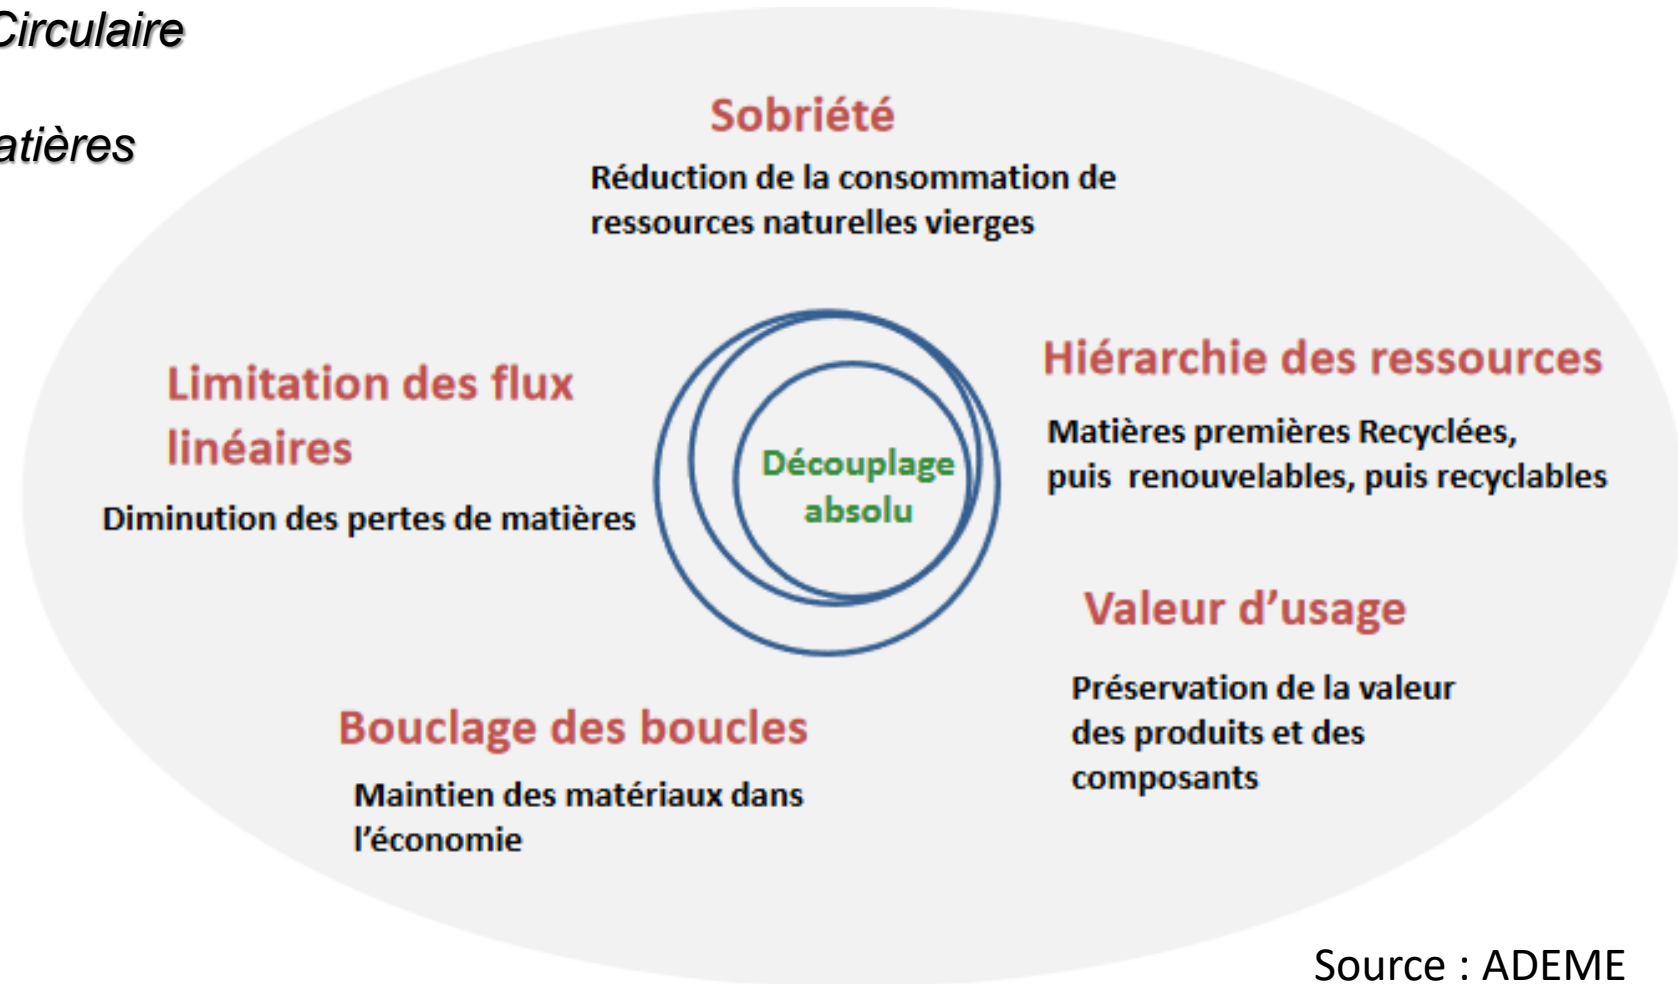 Circulaire
atières
Sobriété
Réduction de la consommation de
ressources naturelles vierges
Hiérarchie des ressources
Matières premières Recyclées,
puis renouvelables, puis recyclables
Limitation des flux
linéaires
Diminution des pertes de matières
Découplage
absolu
Valeur d'usage
Préservation de la valeur
des produits et des
composants
Bouclage des boucles
Maintien des matériaux dans
l'économie
Source : ADEME